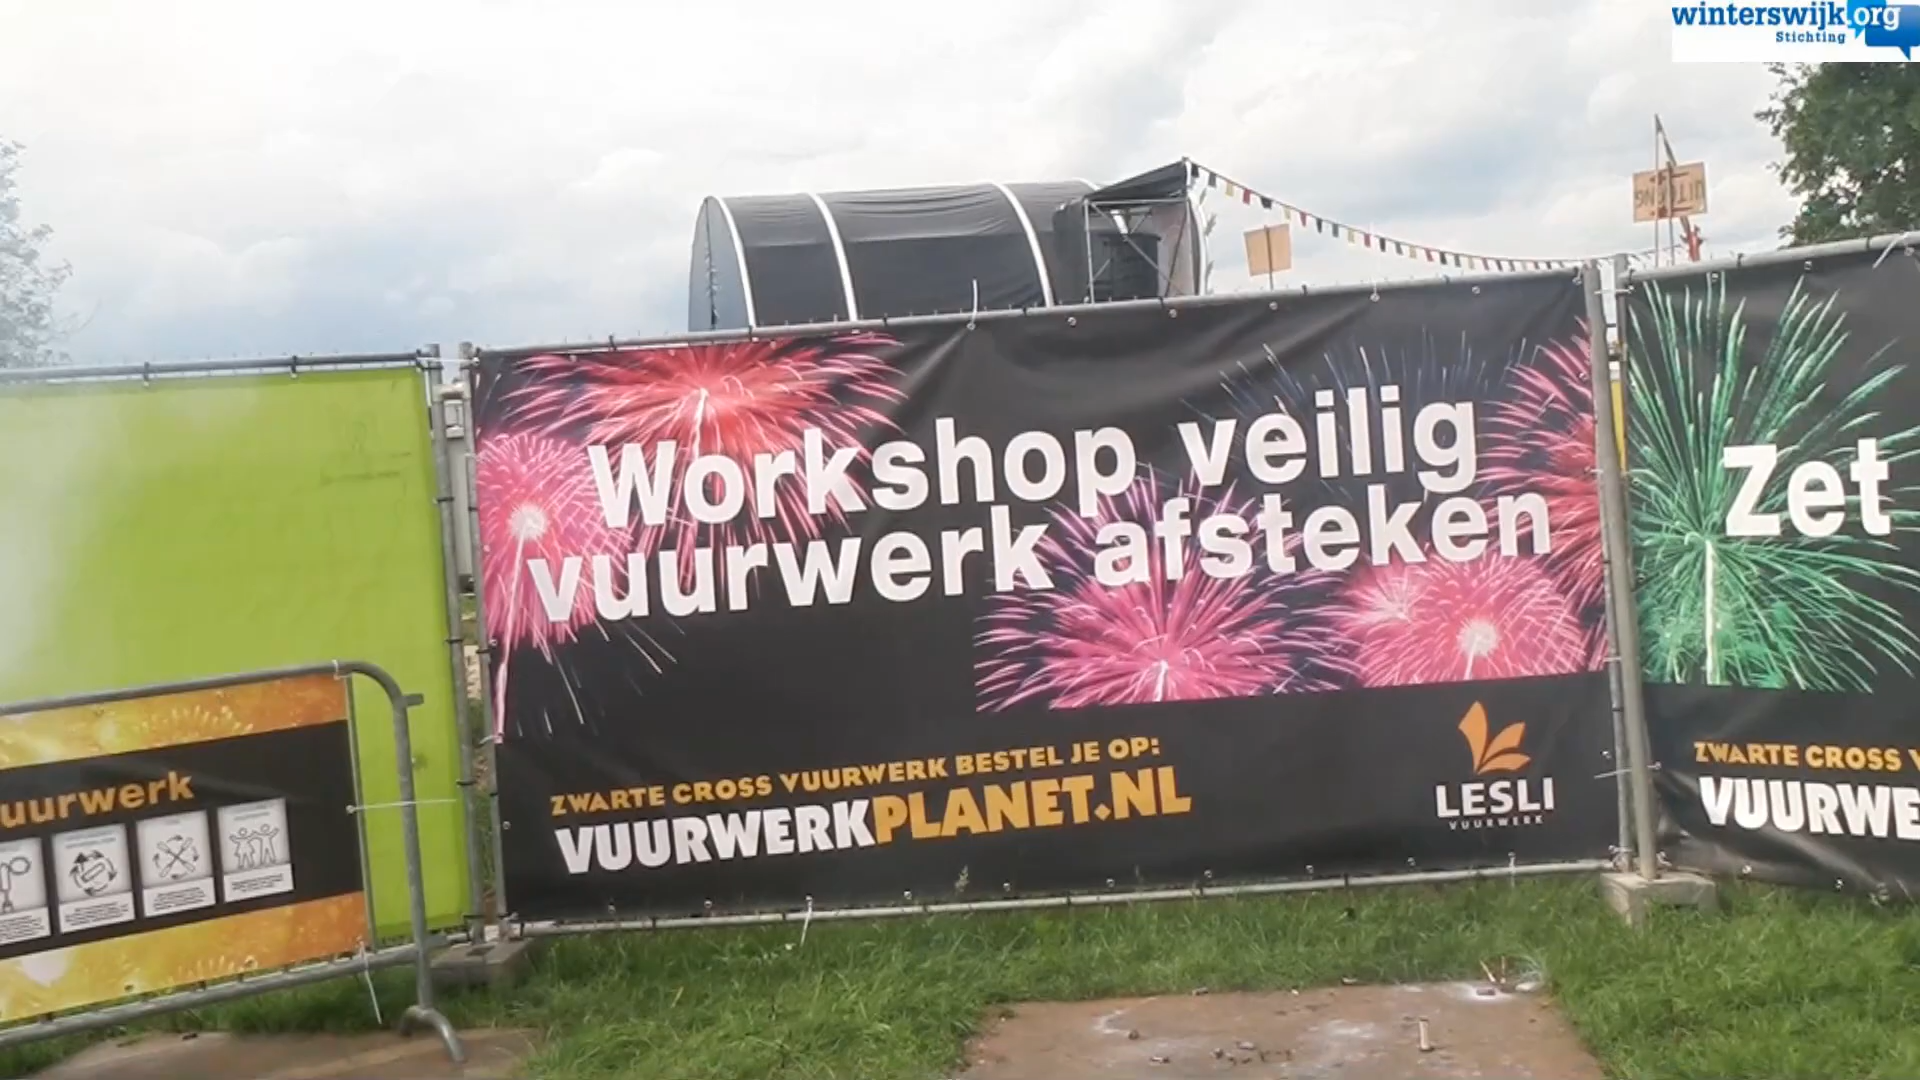 winterswijk.org
Stichting
Workshop veilig
vuurwerk afsteken
ZWARTE CROSS VUURWERK BESTEL JE OP:
VUURWERKPLANET.NL
LESLI
VUURWERK
Zet
ZWARTE CROSS V
VUURWE
uurwerk